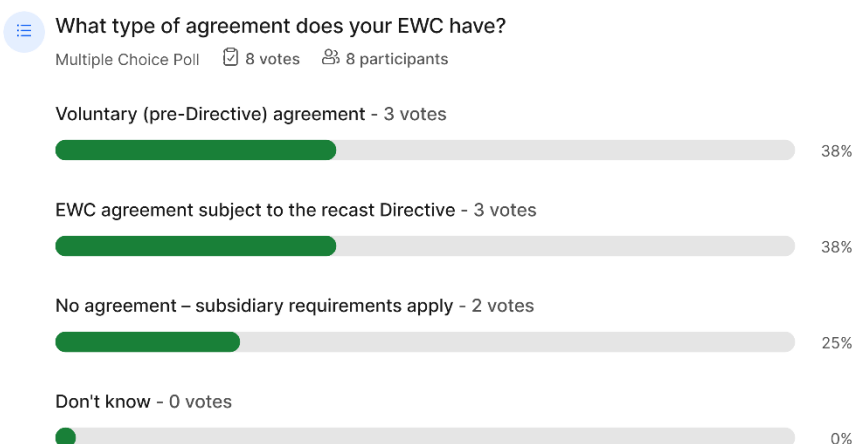 What type of agreement does your EWC have?
Multiple Choice Poll 8 votes 8 participants
Voluntary (pre-Directive) agreement - 3 votes
38%
EWC agreement subject to the recast Directive - 3 votes
38%
No agreement – subsidiary requirements apply - 2 votes
25%
Don't know - 0 votes
0%